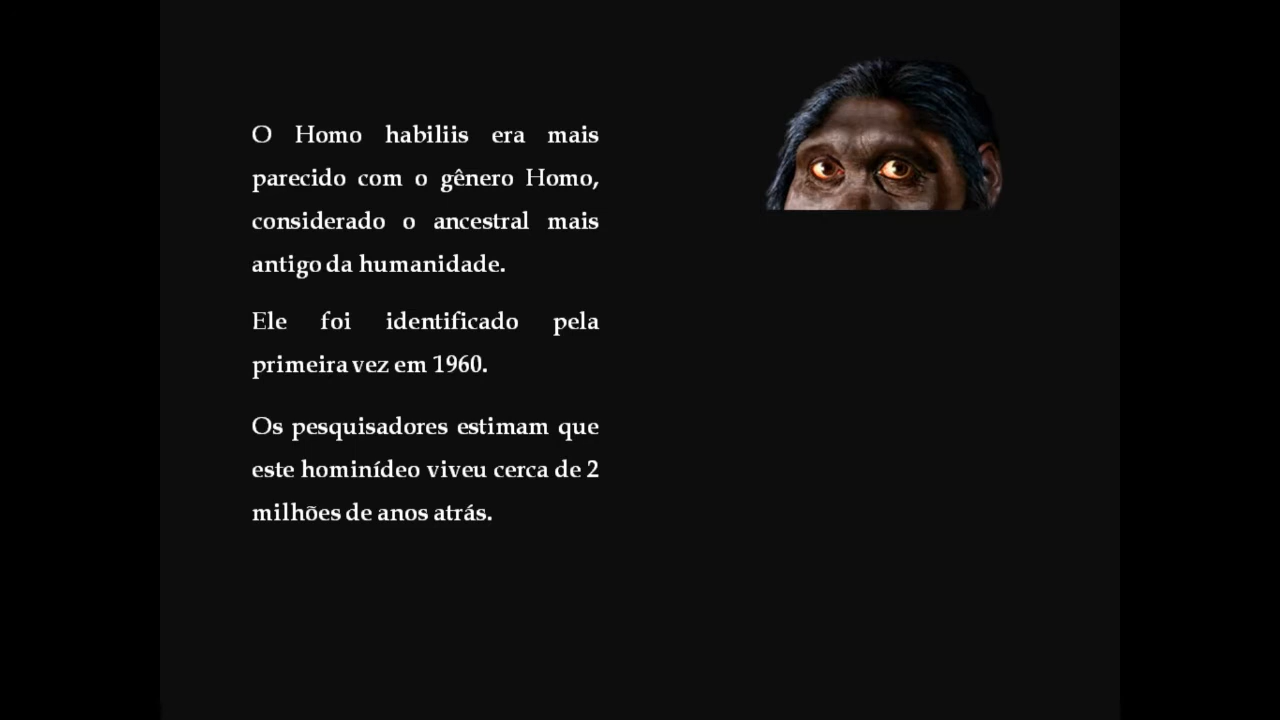 O Homo habiliis era mais
parecido com o gênero Homo,
considerado o ancestral mais
antigo da humanidade.
Ele foi identificado pela
primeira vez em 1960.
Os pesquisadores estimam que
este hominídeo viveu cerca de 2
milhões de anos atrás.